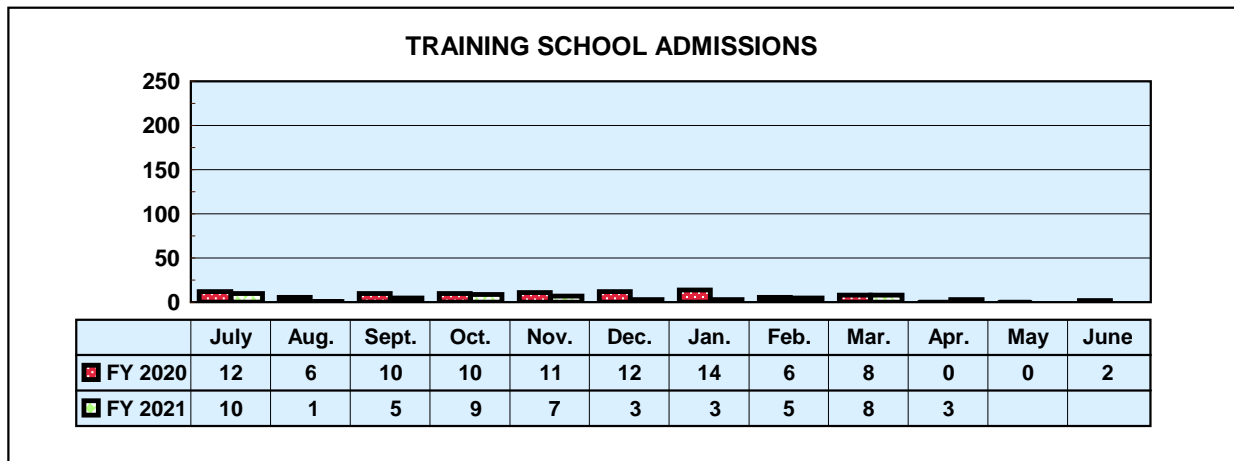 TRAINING SCHOOL ADMISSIONS
250
200
150
100
50
0
July Aug. Sept. Oct. Nov. Dec. Jan. Feb. Mar. Apr. May June
FY 2020 12 6 10 10 11 12 14 6 8 0 0 2
FY 2021 10 1 5 9 7 3 3 5 8 3